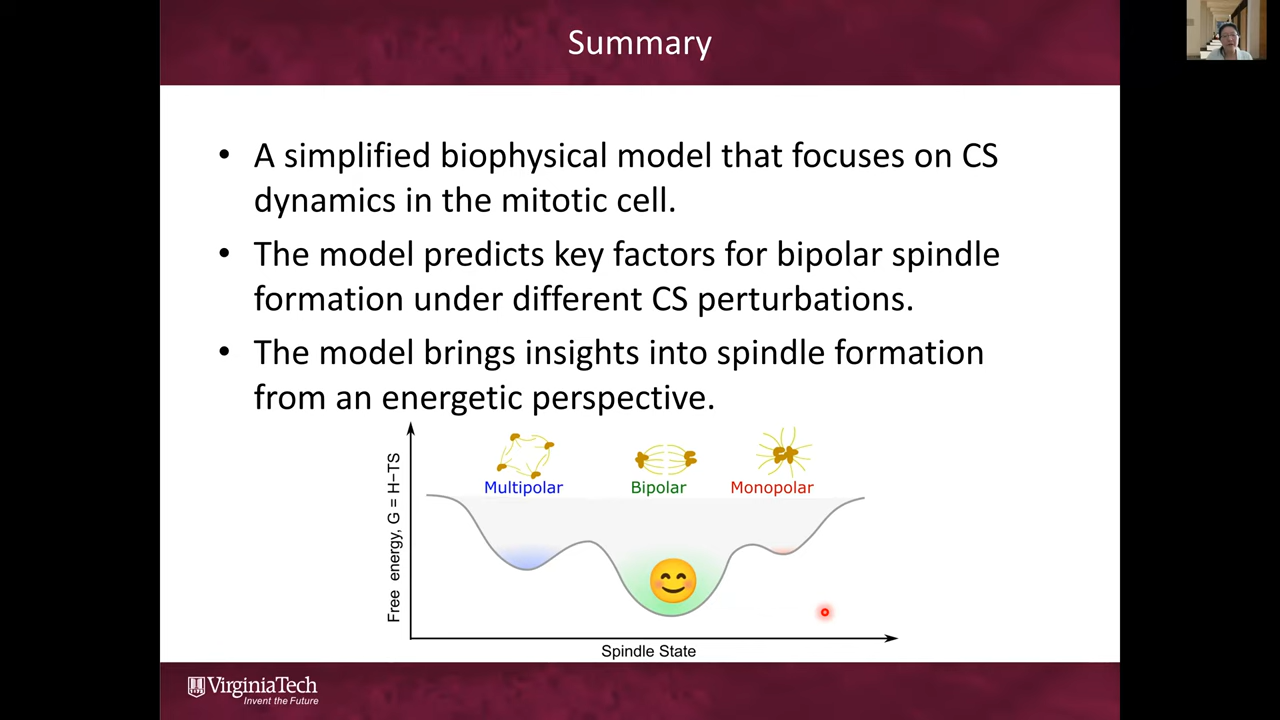 Summary
• A simplified biophysical model that focuses on CS
dynamics in the mitotic cell.
• The model predicts key factors for bipolar spindle
formation under different CS perturbations.
• The model brings insights into spindle formation
from an energetic perspective.
Free energy, G = H−TS
Multipolar
Bipolar
Monopolar
Spindle State
VirginiaTech
Invent the Future